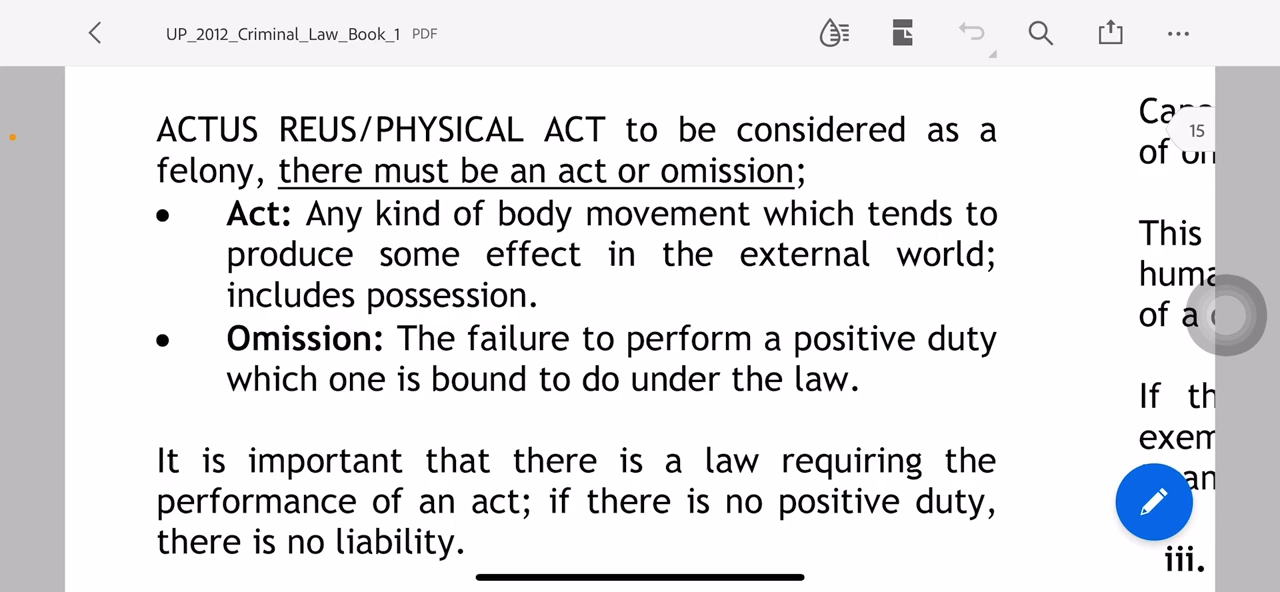 UP_2012_Criminal_Law_Book_1 PDF
ACTUS REUS/PHYSICAL ACT to be considered as a
felony, there must be an act or omission;
• Act: Any kind of body movement which tends to
produce some effect in the external world;
includes possession.
• Omission: The failure to perform a positive duty
which one is bound to do under the law.
It is important that there is a law requiring the
performance of an act; if there is no positive duty,
there is no liability.
15
of
This
of a
If
iii.